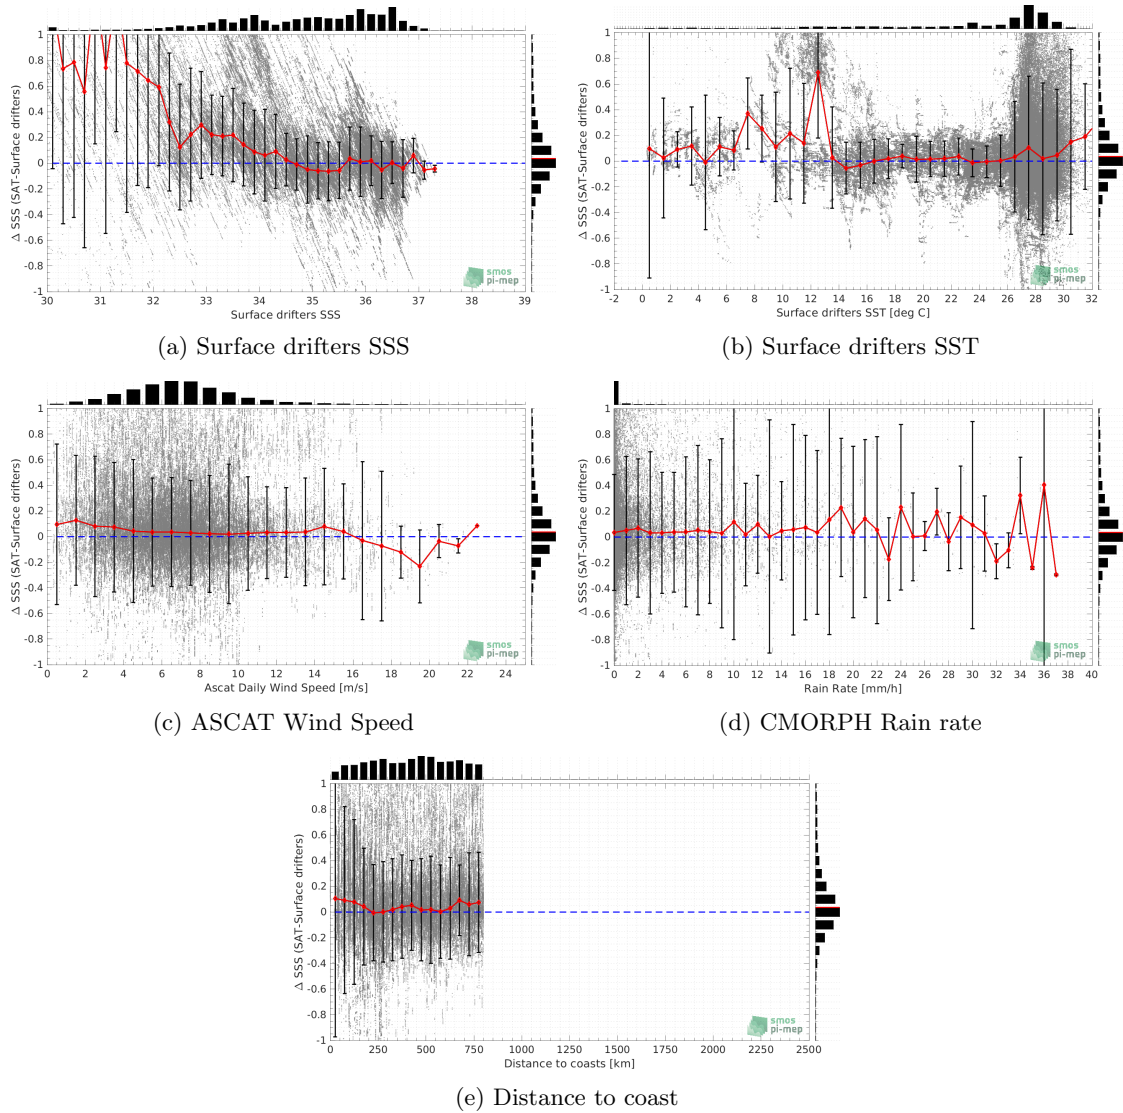 1
0.8
0.6
0.4
0.2
0
-0.2
-0.4
-0.6
-0.8
-1
Δ SSS (SAT-Surface drifters)
30 31 32 33 34 35 36 37 38 39
Surface drifters SSS
smos
pi-mep
(a) Surface drifters SSS
1
0.8
0.6
0.4
0.2
0
-0.2
-0.4
-0.6
-0.8
-1
Δ SSS (SAT-Surface drifters)
-2 0 2 4 6 8 10 12 14 16 18 20 22 24 26 28 30 32
Surface drifters SST [deg C]
smos
pi-mep
(b) Surface drifters SST
1
0.8
0.6
0.4
0.2
0
-0.2
-0.4
-0.6
-0.8
-1
Δ SSS (SAT-Surface drifters)
0 2 4 6 8 10 12 14 16 18 20 22 24
Ascat Daily Wind Speed [m/s]
smos
pi-mep
(c) ASCAT Wind Speed
1
0.8
0.6
0.4
0.2
0
-0.2
-0.4
-0.6
-0.8
-1
Δ SSS (SAT-Surface drifters)
0 2 4 6 8 10 12 14 16 18 20 22 24 26 28 30 32 34 36 38 40
Rain Rate [mm/h]
smos
pi-mep
(d) CMORPH Rain rate
1
0.8
0.6
0.4
0.2
0
-0.2
-0.4
-0.6
-0.8
-1
Δ SSS (SAT-Surface drifters)
0 250 500 750 1000 1250 1500 1750 2000 2250 2500
Distance to coasts [km]
smos
pi-mep
(e) Distance to coast